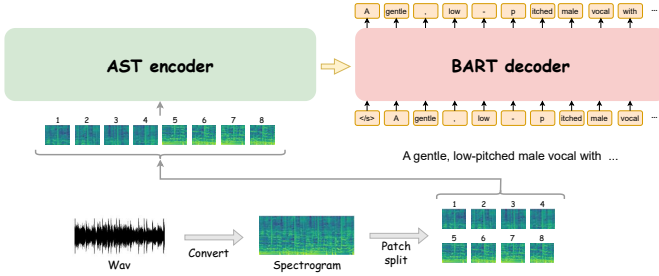 A gentle , low - p itched male vocal with ...
AST encoder
BART decoder
1 2 3 4 5 6 7 8
</s> A gentle , low - p itched male vocal ...
A gentle, low-pitched male vocal with ...
1 2 3 4
5 6 7 8
Wav
Convert
Spectrogram
Patch
split